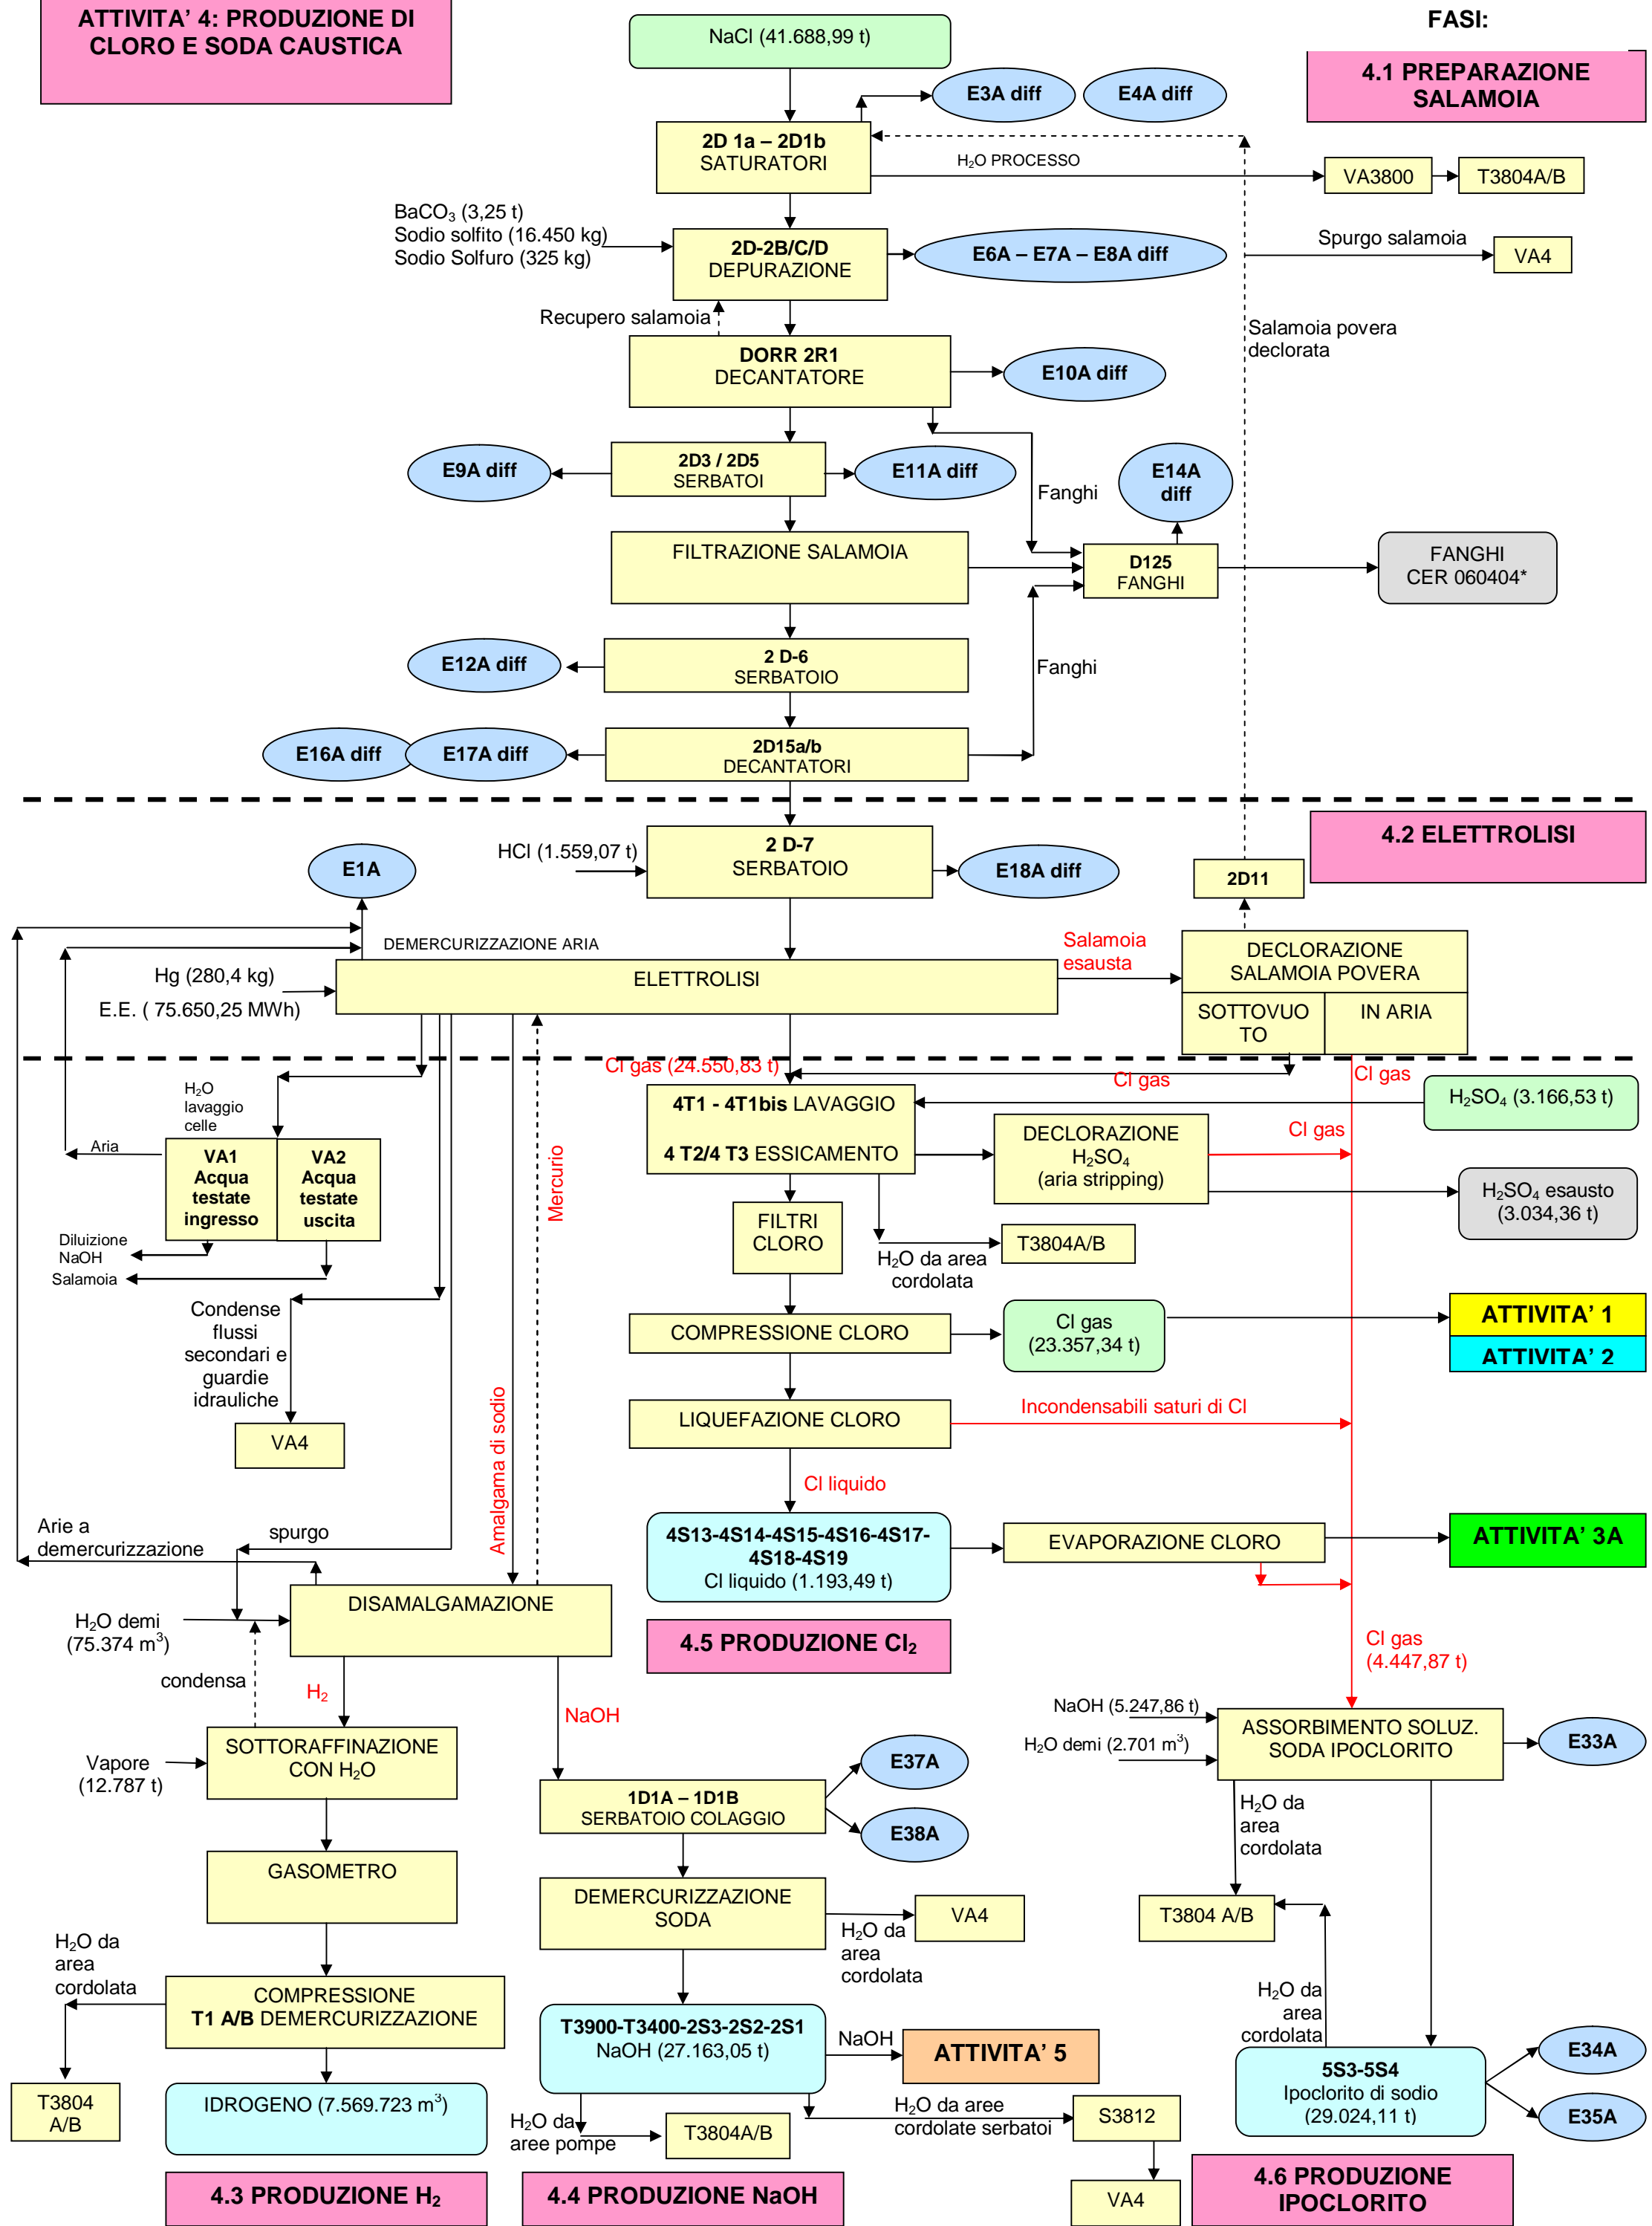 ATTIVITA’ 4: PRODUZIONE DI
CLORO E SODA CAUSTICA
NaCl (41.688,99 t)
FASI:
4.1 PREPARAZIONE
SALAMOIA
E3A diff
E4A diff
2D 1a – 2D1b
SATURATORI
H2O PROCESSO
VA3800
T3804A/B
BaCO3 (3,25 t)
Sodio solfito (16.450 kg)
Sodio Solfuro (325 kg)
2D-2B/C/D
DEPURAZIONE
E6A – E7A – E8A diff
Spurgo salamoia
VA4
Recupero salamoia
Salamoia povera
declorata
DORR 2R1
DECANTATORE
E10A diff
E9A diff
2D3 / 2D5
SERBATOI
E11A diff
Fanghi
E14A
diff
FILTRAZIONE SALAMOIA
D125
FANGHI
FANGHI
CER 060404*
E12A diff
2 D-6
SERBATOIO
Fanghi
E16A diff
E17A diff
2D15a/b
DECANTATORI
4.2 ELETTROLISI
HCl (1.559,07 t)
2 D-7
SERBATOIO
E18A diff
E1A
2D11
DEMERCURIZZAZIONE ARIA
Salamoia
esausta
DECLORAZIONE
SALAMOIA POVERA
Hg (280,4 kg)
E.E. ( 75.650,25 MWh)
ELETTROLISI
SOTTOVUO
TO
IN ARIA
Cl gas (24.550,83 t)
Cl gas
Cl gas
H2O
lavaggio
celle
4T1 - 4T1bis LAVAGGIO
4 T2/4 T3 ESSICAMENTO
H2SO4 (3.166,53 t)
DECLORAZIONE
H2SO4
(aria stripping)
Cl gas
Aria
VA1
Acqua
testate
ingresso
VA2
Acqua
testate
uscita
Mercurio
H2SO4 esausto
(3.034,36 t)
FILTRI
CLORO
T3804A/B
H2O da area
cordolata
Diluizione
NaOH
Salamoia
Condense
flussi
secondari e
guardie
idrauliche
COMPRESSIONE CLORO
Cl gas
(23.357,34 t)
ATTIVITA’ 1
ATTIVITA’ 2
LIQUEFAZIONE CLORO
Incondensabili saturi di Cl
VA4
Amalgama di sodio
Cl liquido
Arie a
demercurizzazione
spurgo
4S13-4S14-4S15-4S16-4S17-
4S18-4S19
Cl liquido (1.193,49 t)
EVAPORAZIONE CLORO
ATTIVITA’ 3A
DISAMALGAMAZIONE
H2O demi
(75.374 m3)
4.5 PRODUZIONE Cl2
Cl gas
(4.447,87 t)
condensa
H2
NaOH
NaOH (5.247,86 t)
H2O demi (2.701 m3)
ASSORBIMENTO SOLUZ.
SODA IPOCLORITO
E33A
Vapore
(12.787 t)
SOTTORAFFINAZIONE
CON H2O
1D1A – 1D1B
SERBATOIO COLAGGIO
E37A
E38A
H2O da
area
cordolata
GASOMETRO
DEMERCURIZZAZIONE
SODA
VA4
H2O da
area
cordolata
T3804 A/B
H2O da
area
cordolata
COMPRESSIONE
T1 A/B DEMERCURIZZAZIONE
H2O da
area
cordolata
T3900-T3400-2S3-2S2-2S1
NaOH (27.163,05 t)
NaOH
ATTIVITA’ 5
E34A
5S3-5S4
Ipoclorito di sodio
(29.024,11 t)
E35A
T3804
A/B
IDROGENO (7.569.723 m3)
H2O da
aree pompe
T3804A/B
H2O da aree
cordolate serbatoi
S3812
VA4
4.3 PRODUZIONE H2
4.4 PRODUZIONE NaOH
4.6 PRODUZIONE
IPOCLORITO